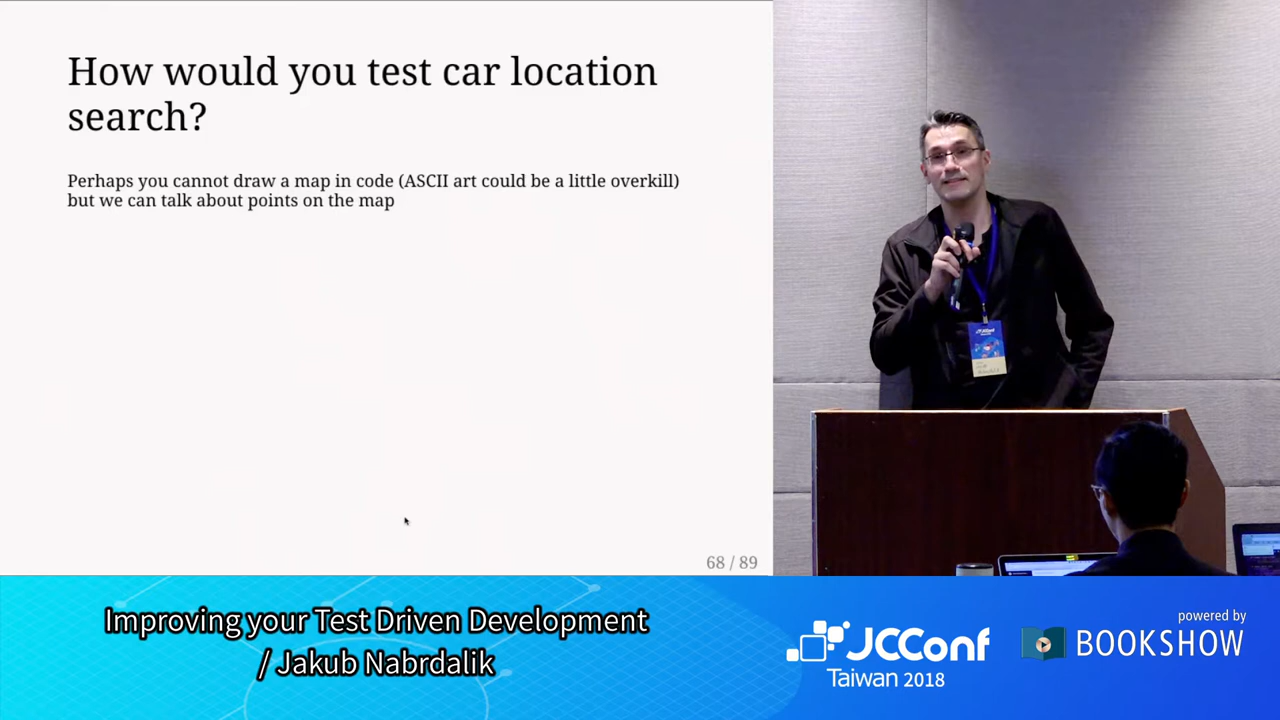 How would you test car location
search?
Perhaps you cannot draw a map in code (ASCII art could be a little overkill)
but we can talk about points on the map
68 / 89
Improving your Test Driven Development
/ Jakub Nabrdalik
JCConf
Taiwan 2018
powered by
BOOKSHOW